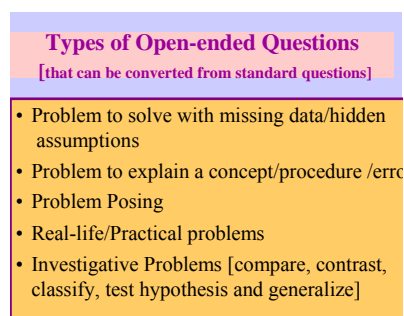 Types of Open-ended Questions
[that can be converted from standard questions]
• Problem to solve with missing data/hidden
assumptions
• Problem to explain a concept/procedure /erro
• Problem Posing
• Real-life/Practical problems
• Investigative Problems [compare, contrast,
classify, test hypothesis and generalize]